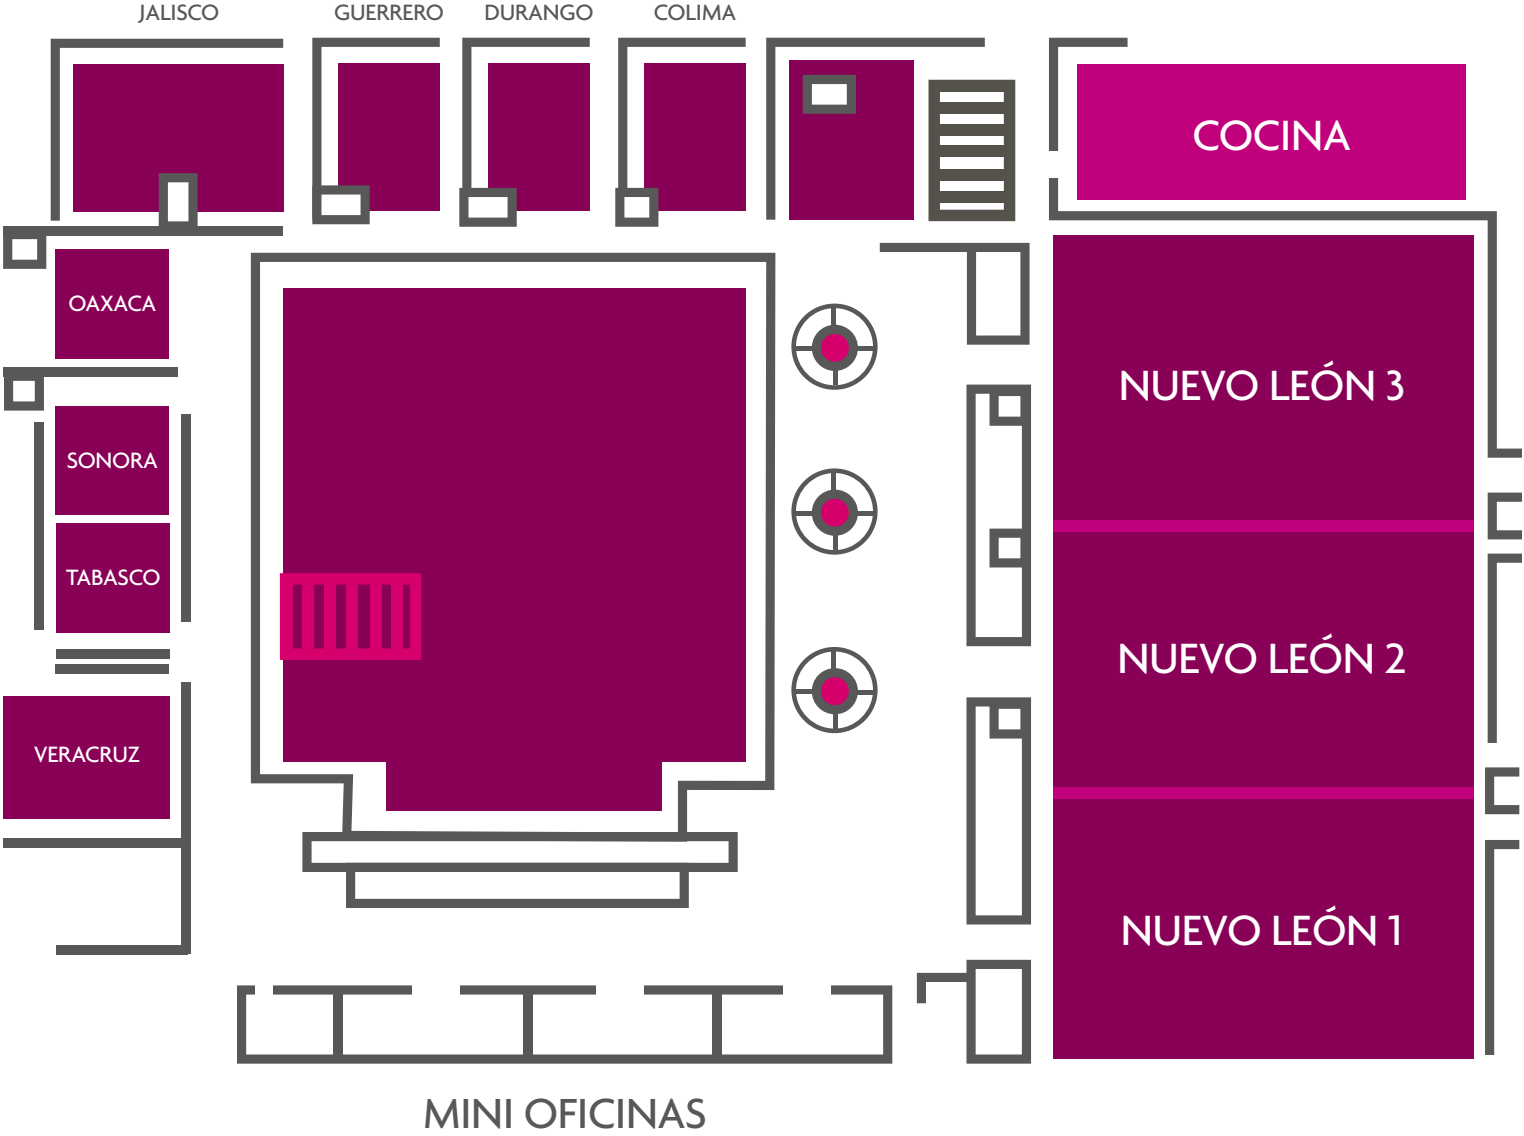 JALISCO
GUERRERO
DURANGO
COLIMA
COCINA
OAXACA
NUEVO LEÓN 3
SONORA
TABASCO
NUEVO LEÓN 2
VERACRUZ
NUEVO LEÓN 1
MINI OFICINAS